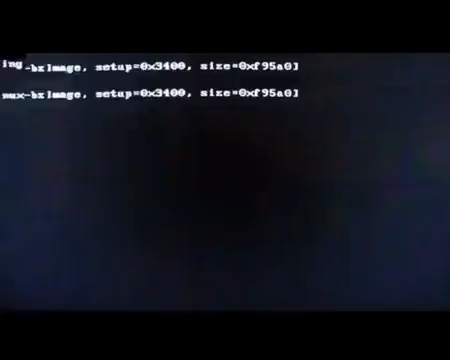 ing-bzImage, setup=0x3400, size=0xf95a0]
nux-bzImage, setup=0x3400, size=0xf95a0]